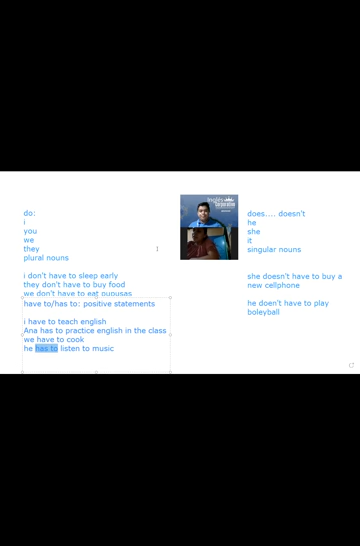 do:
i
you
we
they
plural nouns
i don't have to sleep early
they don't have to buy food
we don't have to eat pupusas
have to/has to: positive statements
i have to teach english
Ana has to practice english in the class
we have to cook
he has to listen to music
inglés
corporativo
does.... doesn't
he
she
it
singular nouns
she doesn't have to buy a
new cellphone
he doen't have to play
boleyball